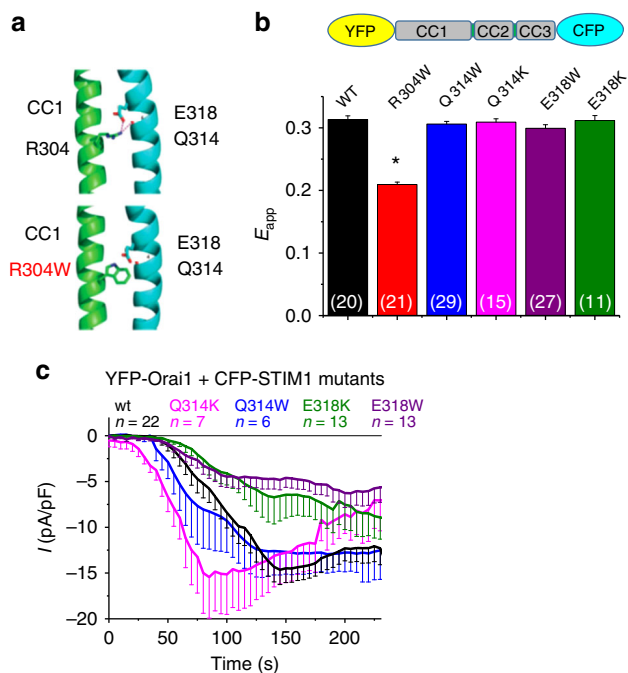 a
CC1
R304
E318
Q314
CC1
R304W
E318
Q314
b
YFP CC1 CC2 CC3 CFP
WT R304W Q314W Q314K E318W E318K
0.3
0.2
0.1
0.0
Eapp
*
(20) (21) (29) (15) (27) (11)
c
YFP-Orai1 + CFP-STIM1 mutants
wt Q314K Q314W E318K E318W
n = 22 n = 7 n = 6 n = 13 n = 13
0
−5
−10
−15
−20
I (pA/pF)
0 50 100 150 200
Time (s)